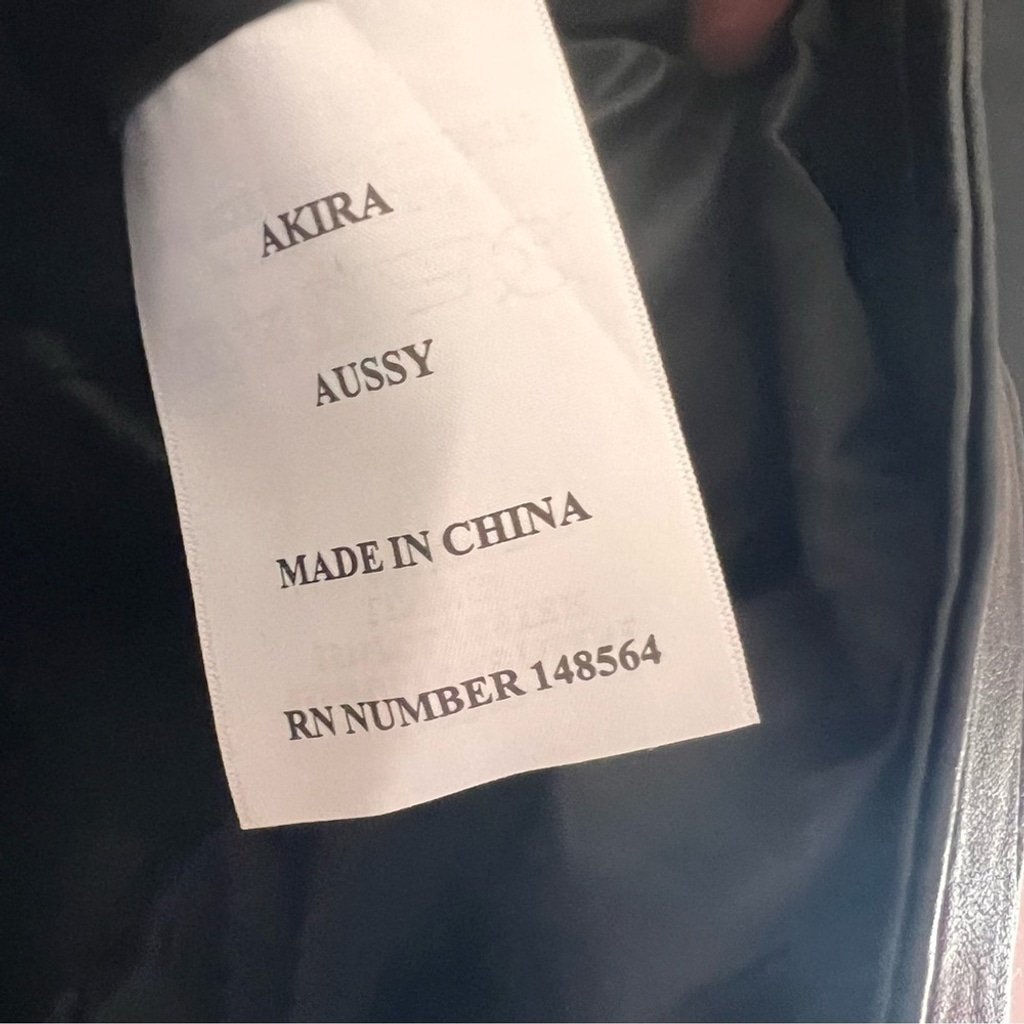 AKIRA
AUSSY
MADE IN CHINA
RN NUMBER 148564